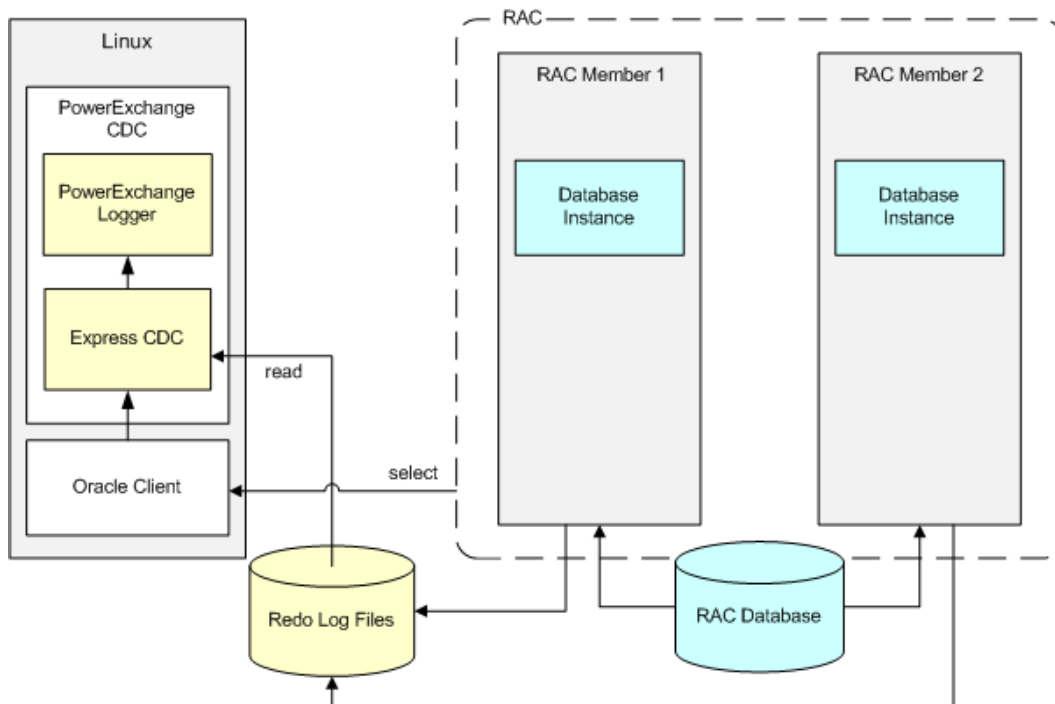 RAC
Linux
RAC Member 1
RAC Member 2
PowerExchange
CDC
PowerExchange
Logger
Database
Instance
Database
Instance
Express CDC
read
select
Oracle Client
Redo Log Files
RAC Database